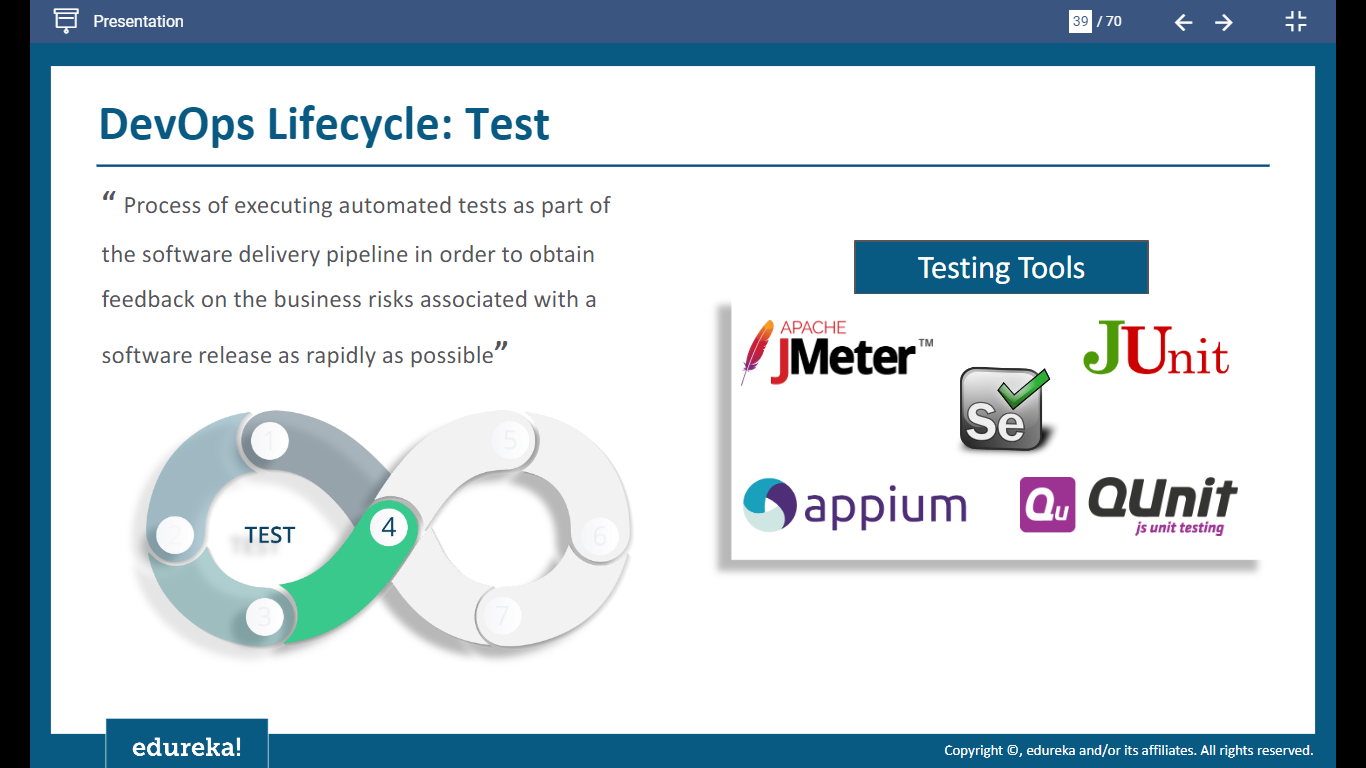 Presentation
39 / 70
DevOps Lifecycle: Test
“ Process of executing automated tests as part of
the software delivery pipeline in order to obtain
feedback on the business risks associated with a
software release as rapidly as possible”
Testing Tools
APACHE
JMeter™
JUnit
Se
appium
Qu QUnit
js unit testing
1
2
3
TEST
4
5
6
7
edureka!
Copyright ©, edureka and/or its affiliates. All rights reserved.